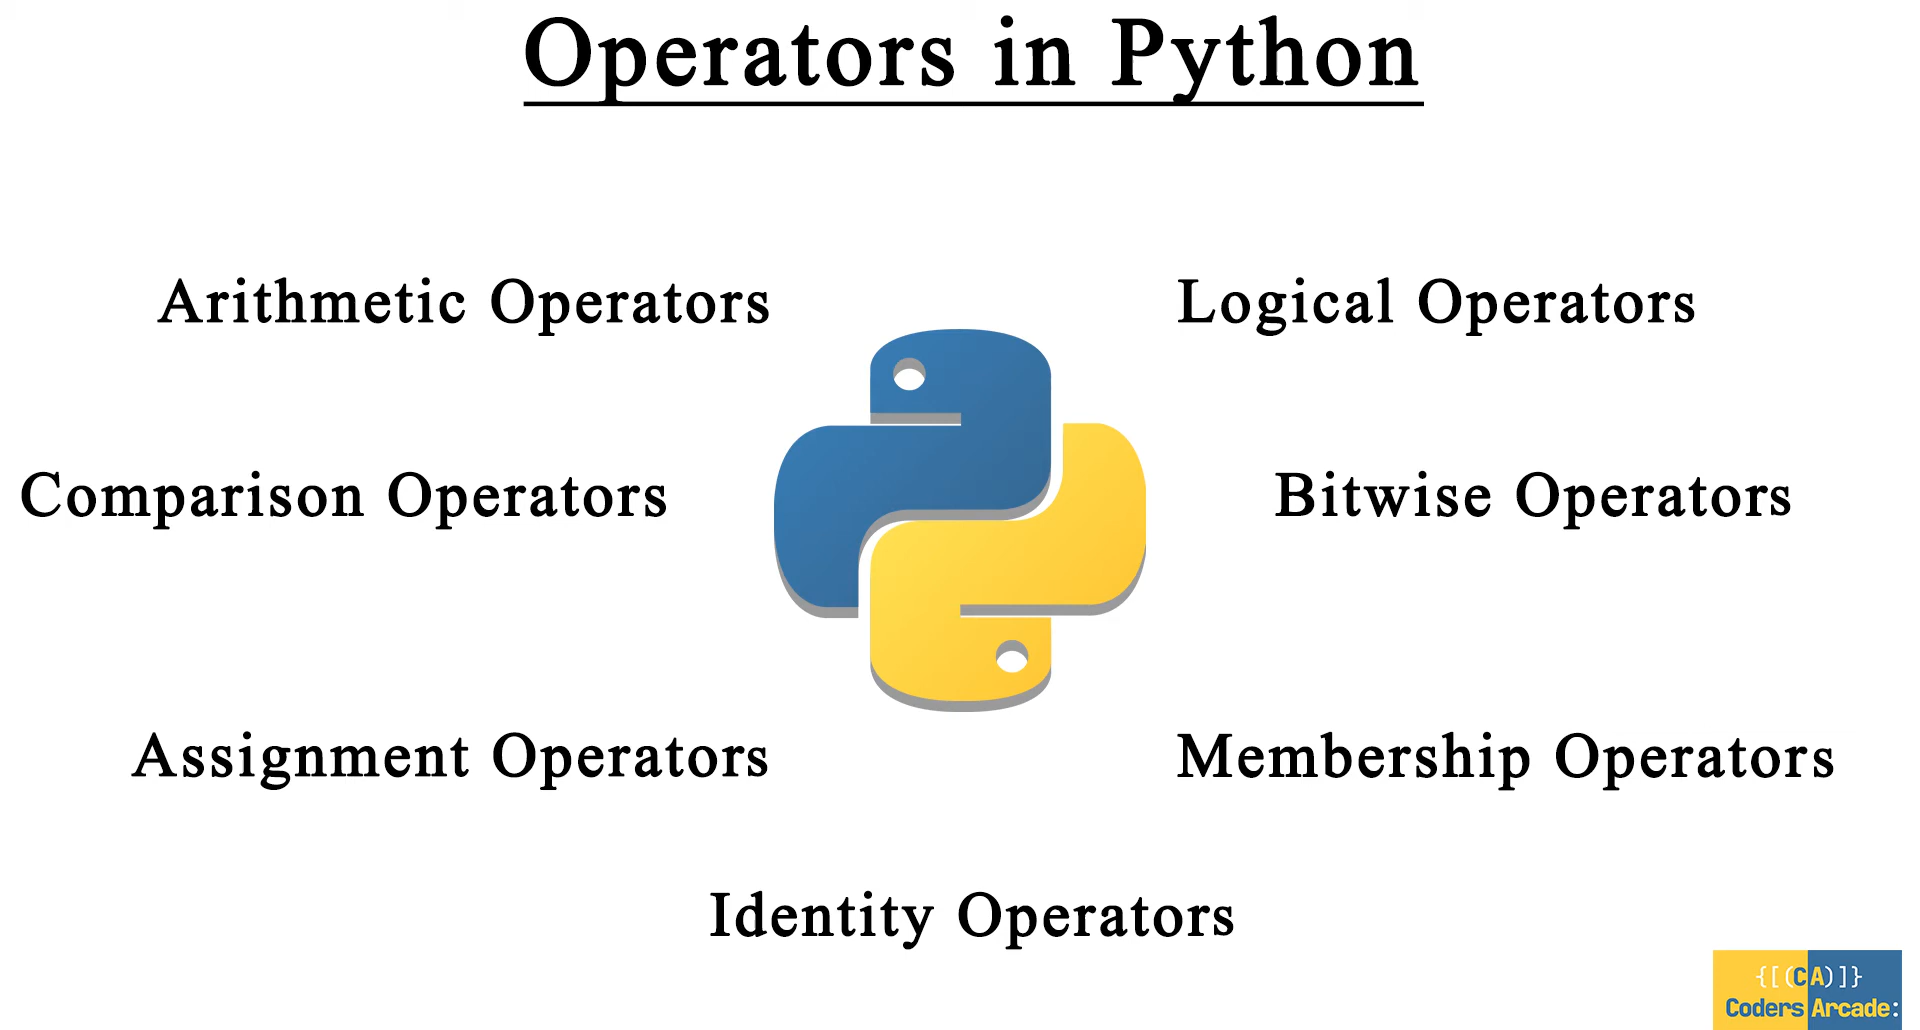 Operators in Python
Arithmetic Operators
Logical Operators
Comparison Operators
Bitwise Operators
Assignment Operators
Membership Operators
Identity Operators
{[(CA)]}
Coders Arcade: